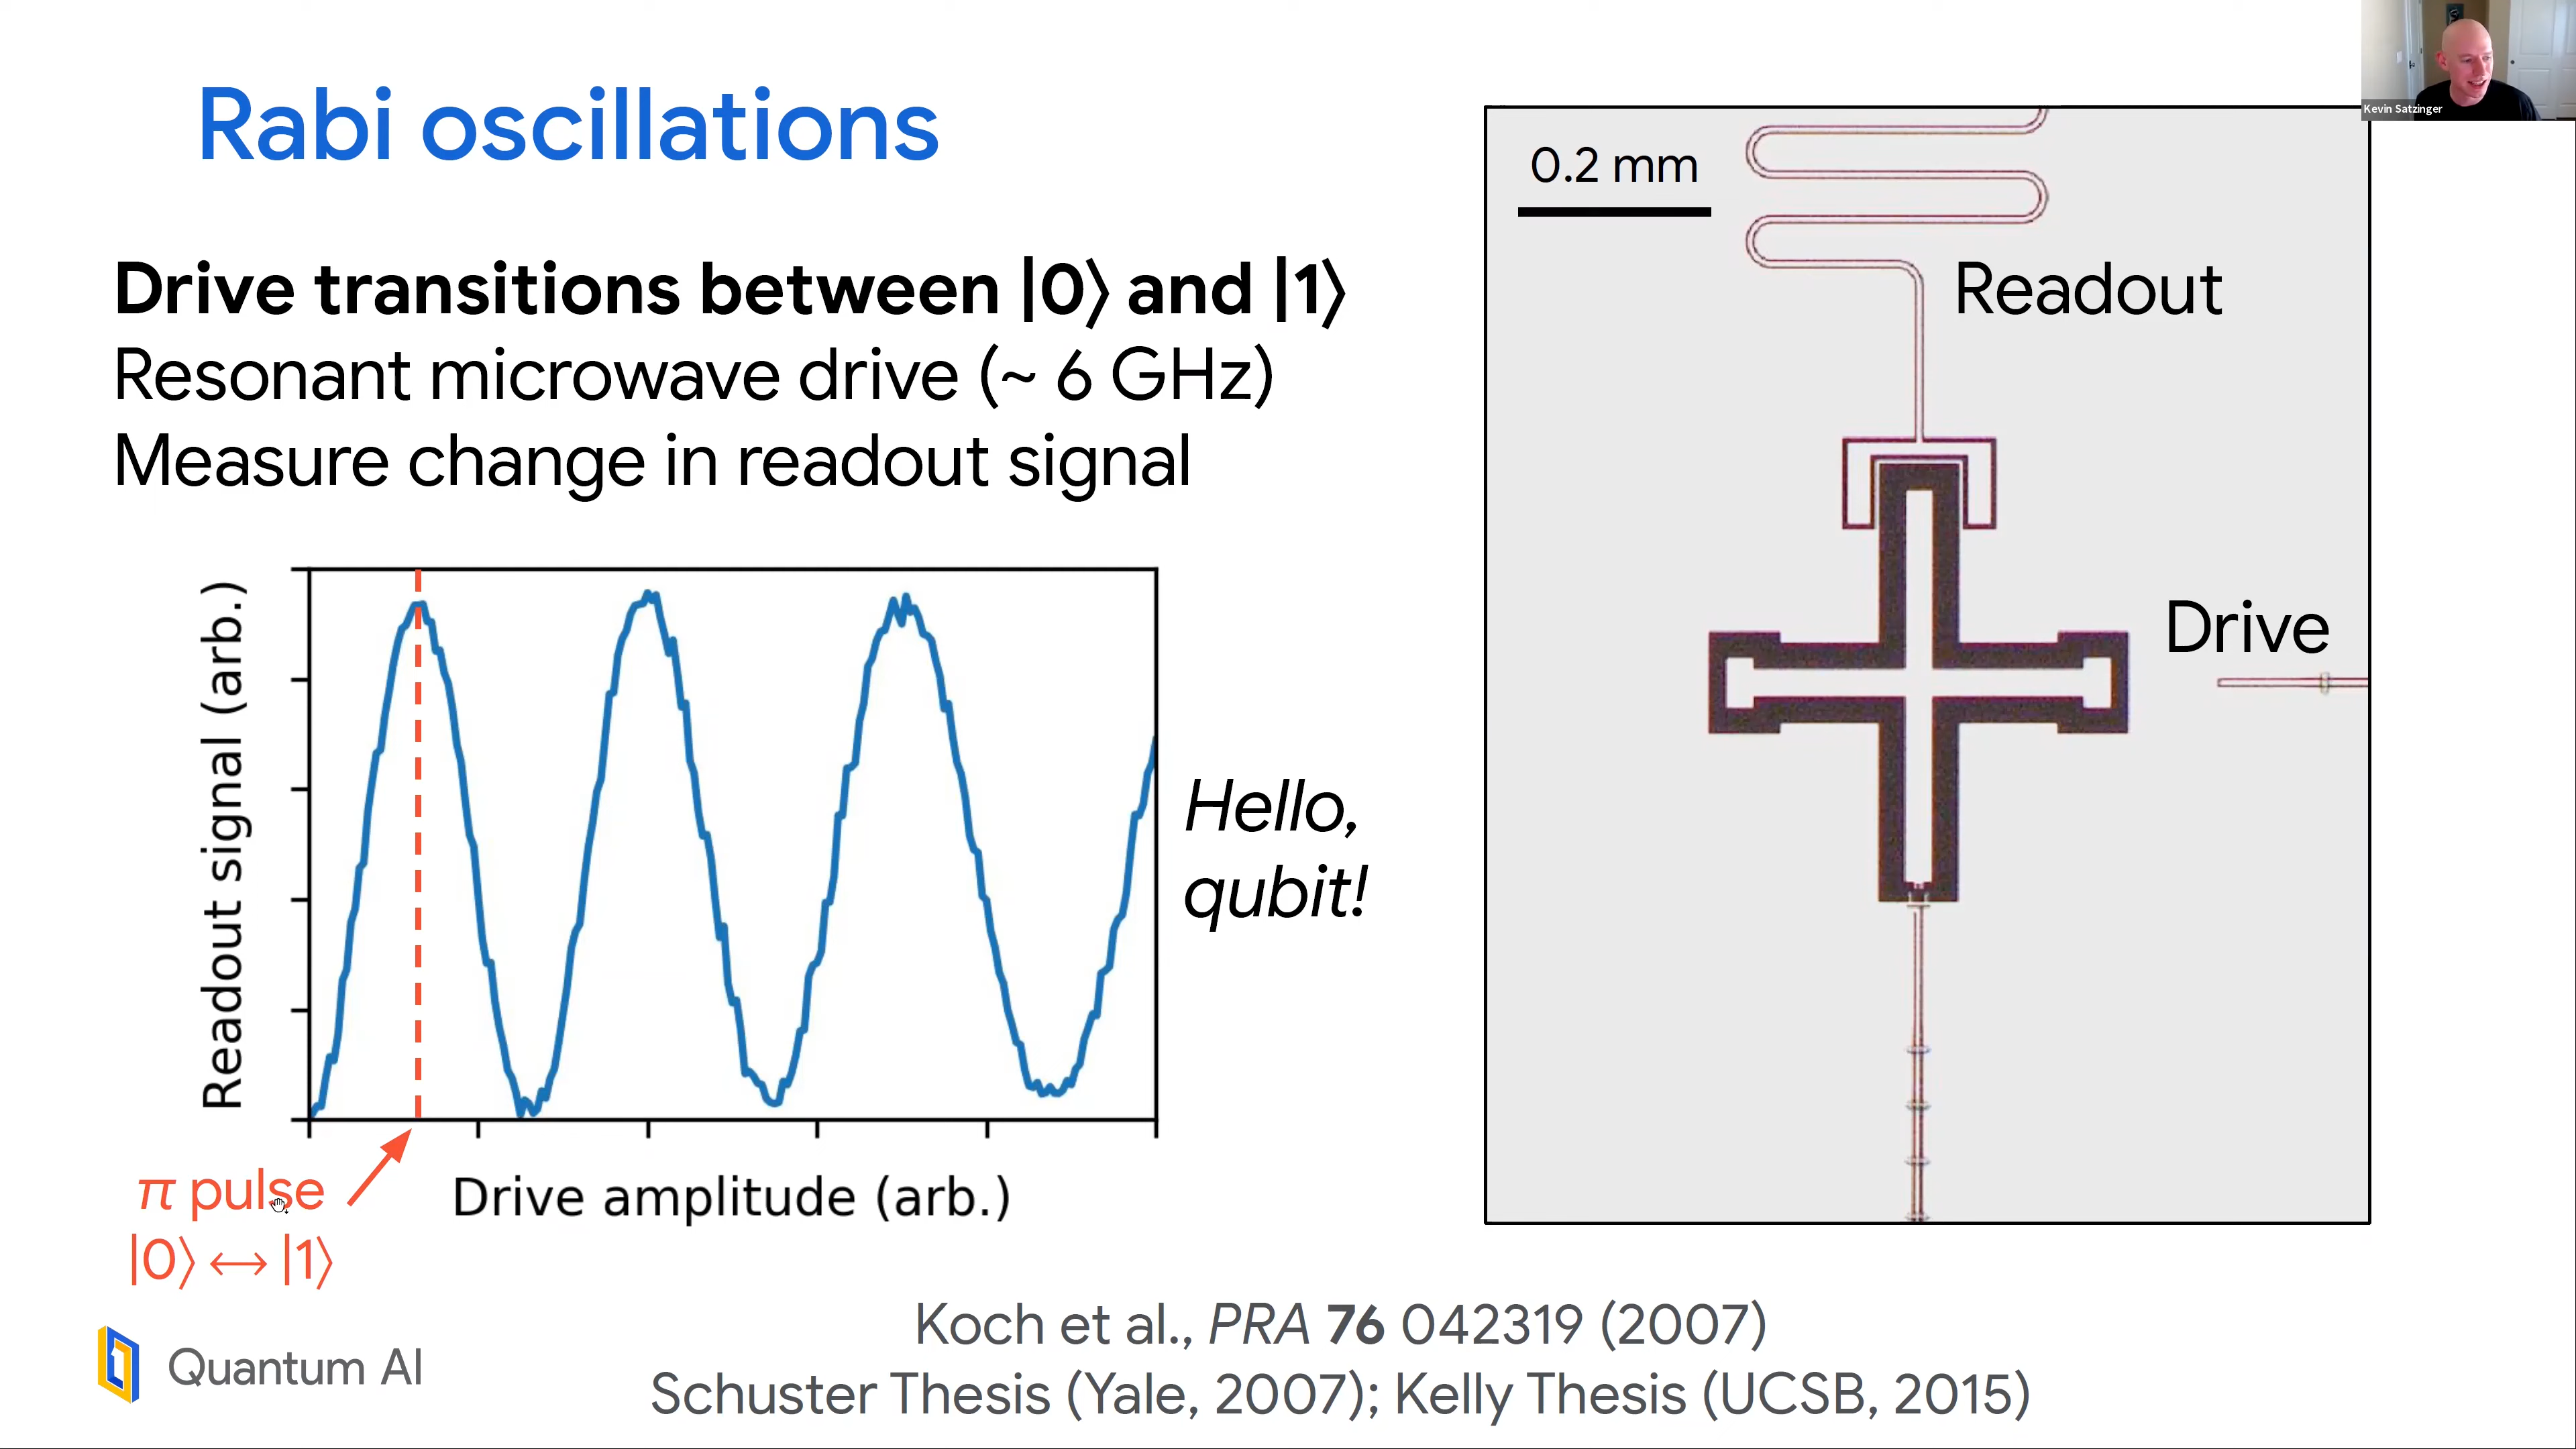 Rabi oscillations
Kevin Satzinger
Drive transitions between |0⟩ and |1⟩
Resonant microwave drive (~ 6 GHz)
Measure change in readout signal
0.2 mm
Readout
Drive
Readout signal (arb.)
Hello,
qubit!
Drive amplitude (arb.)
π pulse
|0⟩ ↔ |1⟩
Koch et al., PRA 76 042319 (2007)
Schuster Thesis (Yale, 2007); Kelly Thesis (UCSB, 2015)
Quantum AI